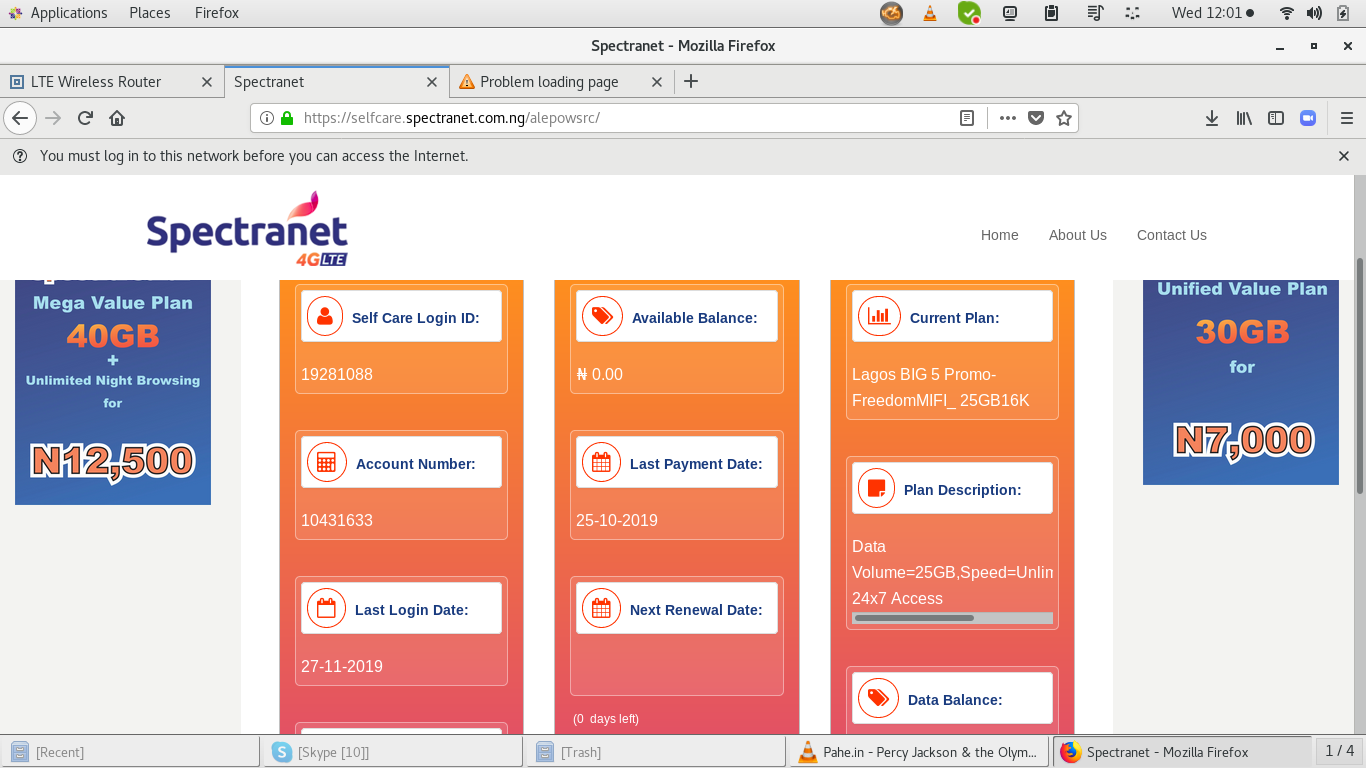 Applications Places Firefox Wed 12:01
Spectranet - Mozilla Firefox
LTE Wireless Router Spectranet Problem loading page
https://selfcare.spectranet.com.ng/alepowsrc/
You must log in to this network before you can access the Internet.
Spectranet
4G LTE
Home About Us Contact Us
Mega Value Plan
40GB
+
Unlimited Night Browsing
for
N12,500
Self Care Login ID:
19281088
Account Number:
10431633
Last Login Date:
27-11-2019
Available Balance:
₦ 0.00
Last Payment Date:
25-10-2019
Next Renewal Date:
(0 days left)
Current Plan:
Lagos BIG 5 Promo-
FreedomMIFI_ 25GB16K
Plan Description:
Data
Volume=25GB,Speed=Unlim
24x7 Access
Data Balance:
Unified Value Plan
30GB
for
N7,000
[Recent] [Skype [10]] [Trash] Pahe.in - Percy Jackson & the Olym... Spectranet - Mozilla Firefox 1 / 4